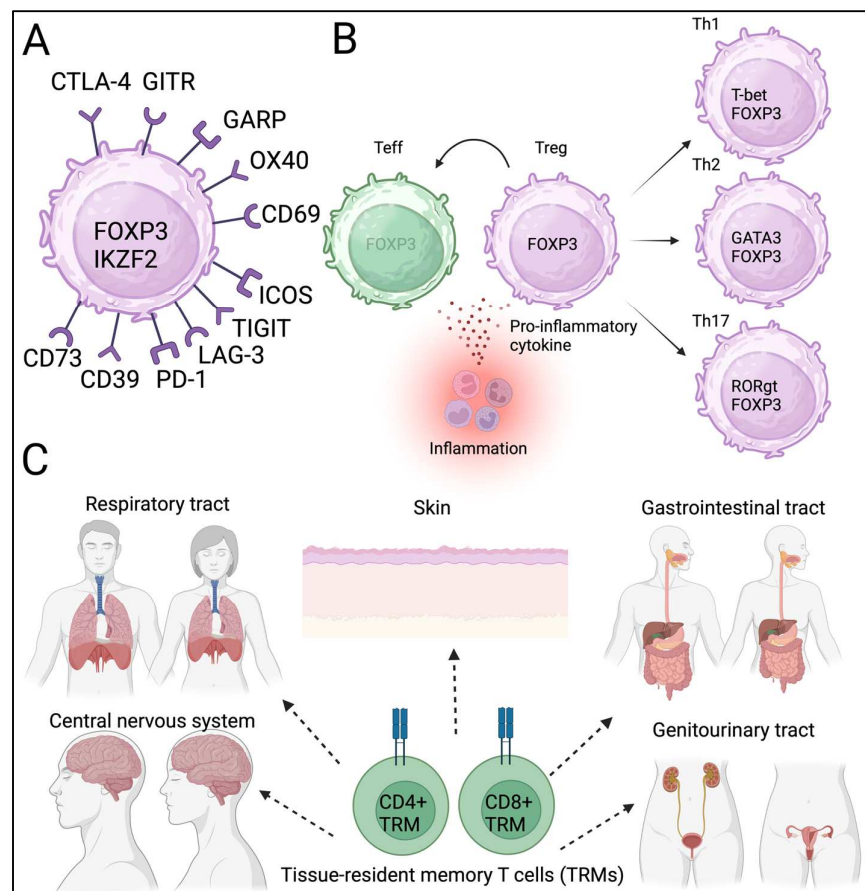 A
CTLA-4 GITR
GARP
OX40
CD69
ICOS
TIGIT
LAG-3
PD-1
CD39
CD73
FOXP3
IKZF2
B
Teff
Treg
FOXP3
FOXP3
Pro-inflammatory
cytokine
Inflammation
Th1
T-bet
FOXP3
Th2
GATA3
FOXP3
Th17
RORgt
FOXP3
C
Respiratory tract
Skin
Gastrointestinal tract
Central nervous system
Genitourinary tract
CD4+
TRM
CD8+
TRM
Tissue-resident memory T cells (TRMs)